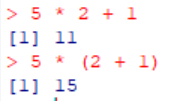 > 5 * 2 + 1
[1] 11
> 5 * (2 + 1)
[1] 15